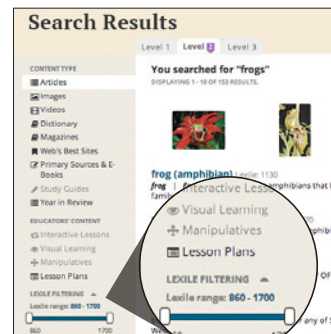 Search Results
Level 1 Level 2 Level 3
CONTENT TYPE
Articles
Images
Videos
Dictionary
Magazines
Web's Best Sites
Primary Sources & E-
Books
Study Guides
Year in Review
EDUCATORS' CONTENT
Interactive Lessons
Visual Learning
Manipulatives
Lesson Plans
LEXILE FILTERING
Lexile range: 860 - 1700
860 1700
You searched for "frogs"
DISPLAYING 1 - 10 OF 153 RESULTS.
frog (amphibian) Lexile: 1130
frog
amphibians that
Interactive
Visual Learning
Manipulatives
Lesson Plans
LEXILE FILTERING
Lexile range: 860 - 1700
any of